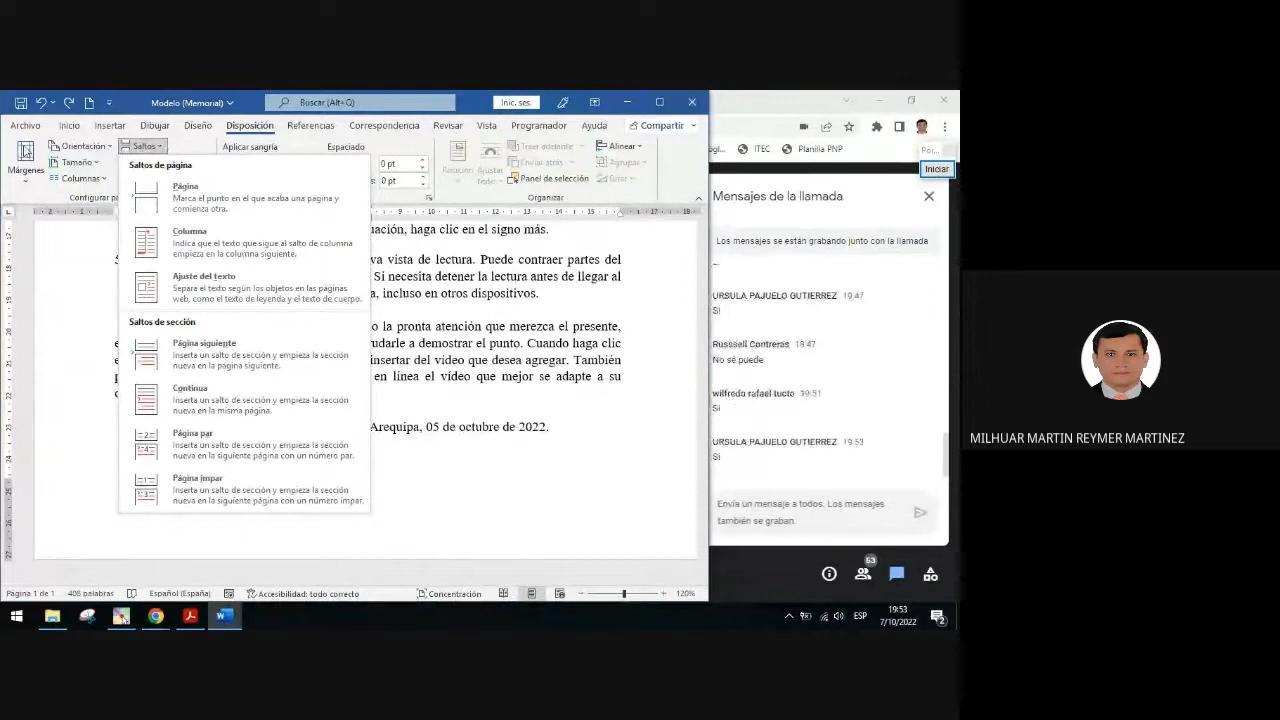 Modelo (Memorial)
Buscar (Alt+Q)
Inic. ses.
Archivo Inicio Insertar Dibujar Diseño Disposición Referencias Correspondencia Revisar Vista Programador Ayuda Compartir
Márgenes
Orientación
Tamaño
Columnas
Saltos
Aplicar sangría
Espaciado
0 pt
0 pt
Rotación
Ajustar
Texto
Traer adelante
Enviar atrás
Panel de selección
Alinear
Agrupar
Girar
Organizar
Saltos de página
Página
Marca el punto en el que acaba una página y
comienza otra.
Columna
Indica que el texto que sigue al salto de columna
empieza en la columna siguiente.
Ajuste del texto
Separa el texto según los objetos en las páginas
web, como el texto de leyenda y el texto de cuerpo.
Saltos de sección
Página siguiente
Inserta un salto de sección y empieza la sección
nueva en la página siguiente.
Continua
Inserta un salto de sección y empieza la sección
nueva en la misma página.
Página par
Inserta un salto de sección y empieza la sección
nueva en la siguiente página con un número par.
Página impar
Inserta un salto de sección y empieza la sección
nueva en la siguiente página con un número impar.
uación, haga clic en el signo más.
va vista de lectura. Puede contraer partes del
Si necesita detener la lectura antes de llegar al
a, incluso en otros dispositivos.
o la pronta atención que merezca el presente,
udarle a demostrar el punto. Cuando haga clic
insertar del vídeo que desea agregar. También
en línea el vídeo que mejor se adapte a su
Arequipa, 05 de octubre de 2022.
Página 1 de 1 408 palabras Español (España) Accesibilidad: todo correcto Concentración 120%
ITEC Planilla PNP
Por...
Iniciar
Mensajes de la llamada
Los mensajes se están grabando junto con la llamada
URSULA PAJUELO GUTIERREZ 19:47
Si
Russsell Contreras 19:47
No sé puede
wilfredo rafael tucto 19:51
Si
URSULA PAJUELO GUTIERREZ 19:53
Si
Envía un mensaje a todos. Los mensajes
también se graban.
63
ESP
19:53
7/10/2022
2
MILHUAR MARTIN REYMER MARTINEZ